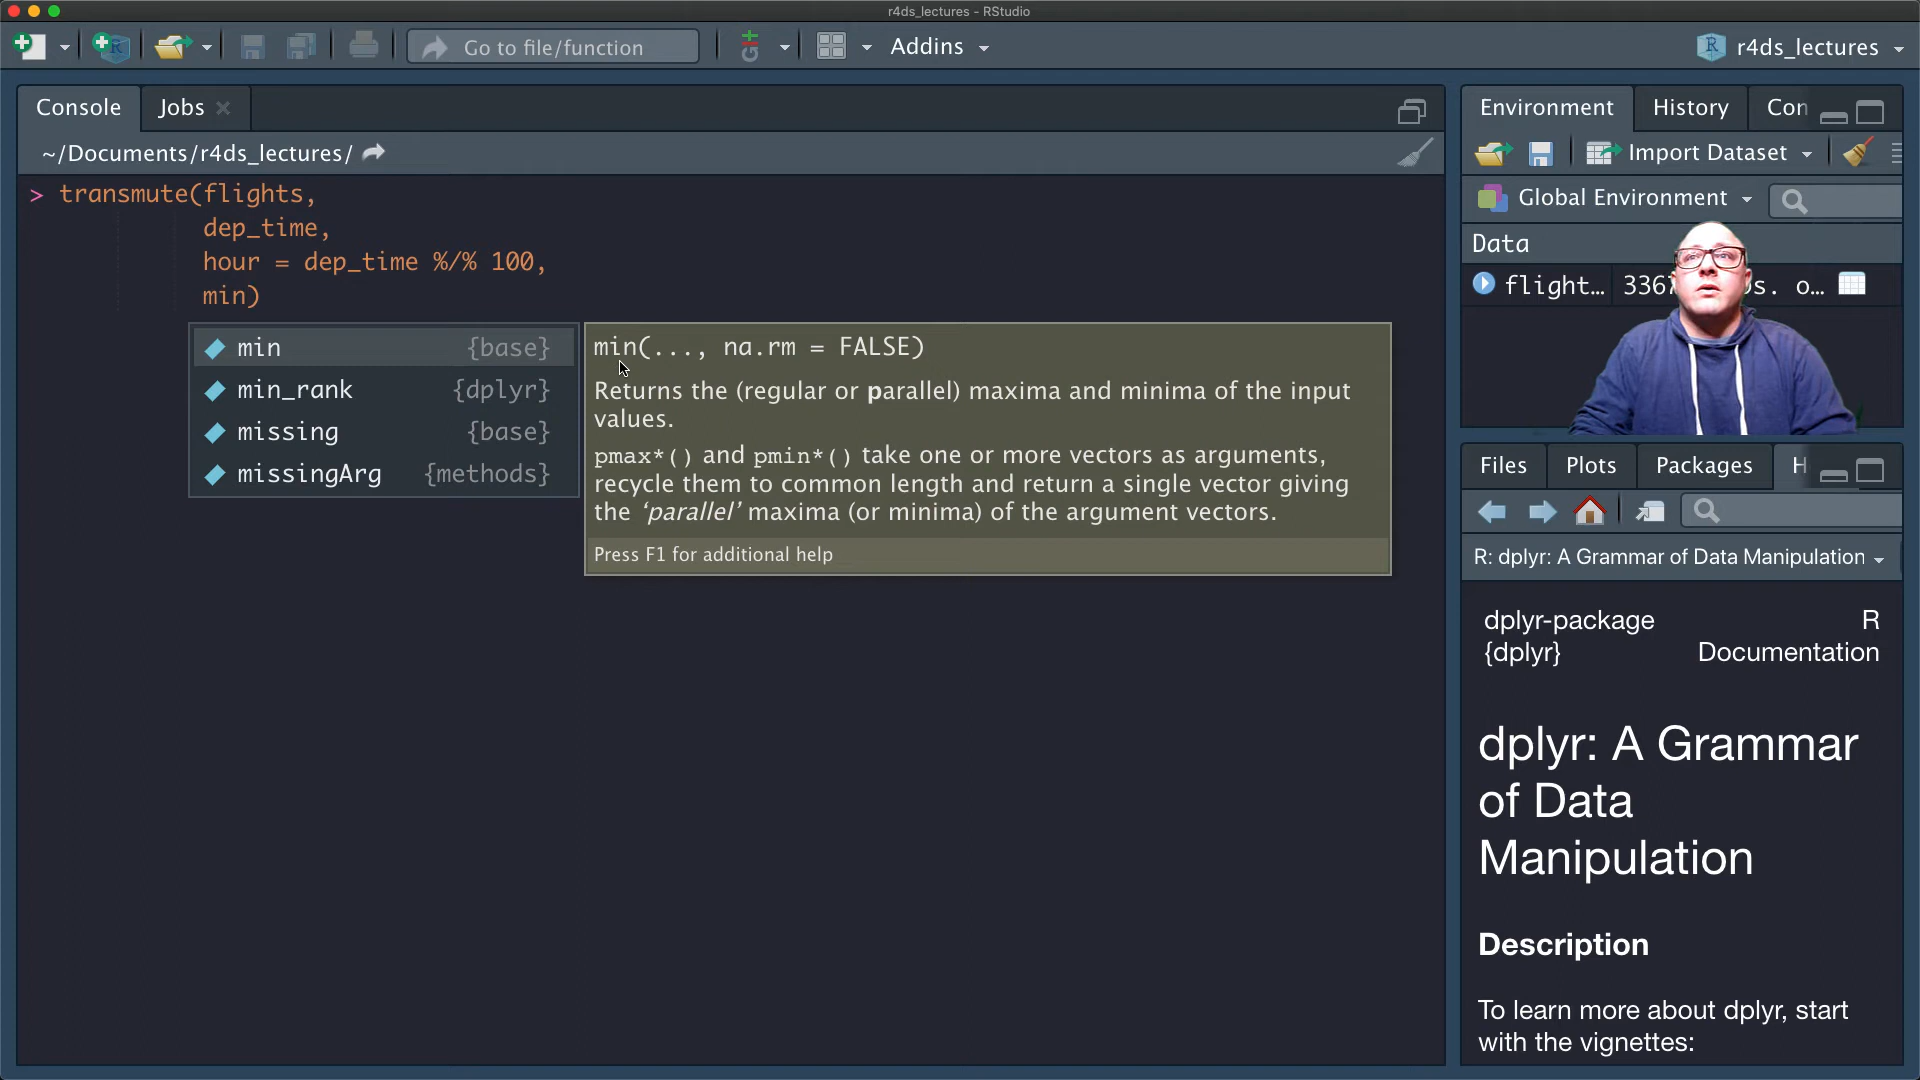 r4ds_lectures - RStudio
Go to file/function
Addins
r4ds_lectures
Console
Jobs
~/Documents/r4ds_lectures/
> transmute(flights,
dep_time,
hour = dep_time %/% 100,
min)
min {base}
min_rank {dplyr}
missing {base}
missingArg {methods}
min(..., na.rm = FALSE)
Returns the (regular or parallel) maxima and minima of the input
values.
pmax*() and pmin*() take one or more vectors as arguments,
recycle them to common length and return a single vector giving
the ‘parallel’ maxima (or minima) of the argument vectors.
Press F1 for additional help
Environment
History
Con
Import Dataset
Global Environment
Data
flight… 3367 s. o…
Files
Plots
Packages
H
R: dplyr: A Grammar of Data Manipulation
dplyr-package R
{dplyr} Documentation
dplyr: A Grammar
of Data
Manipulation
Description
To learn more about dplyr, start
with the vignettes: